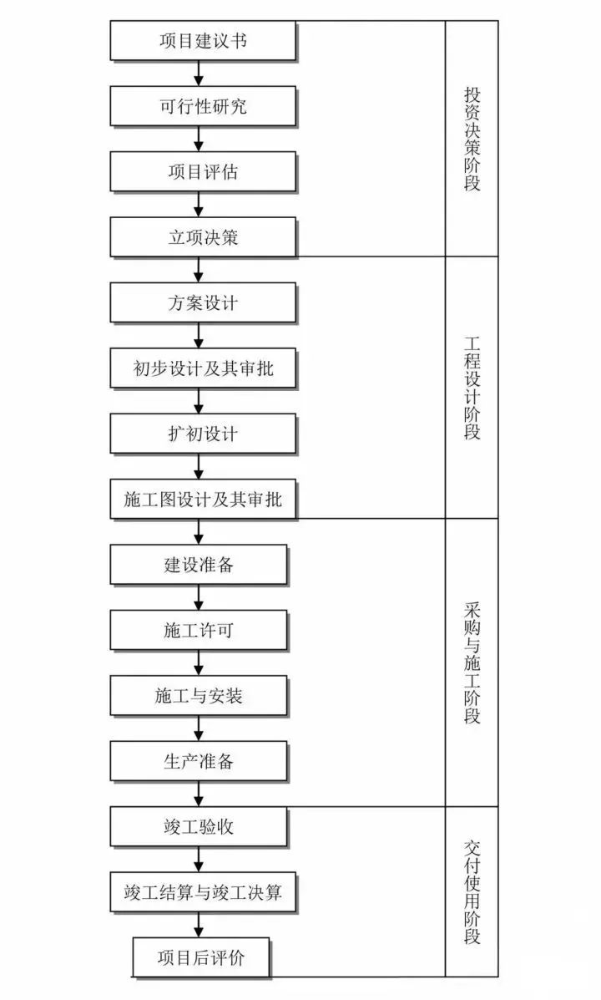 项目建议书
可行性研究
项目评估
立项决策
投资决策阶段
方案设计
初步设计及其审批
扩初设计
施工图设计及其审批
工程设计阶段
建设准备
施工许可
施工与安装
生产准备
采购与施工阶段
竣工验收
竣工结算与竣工决算
项目后评价
交付使用阶段